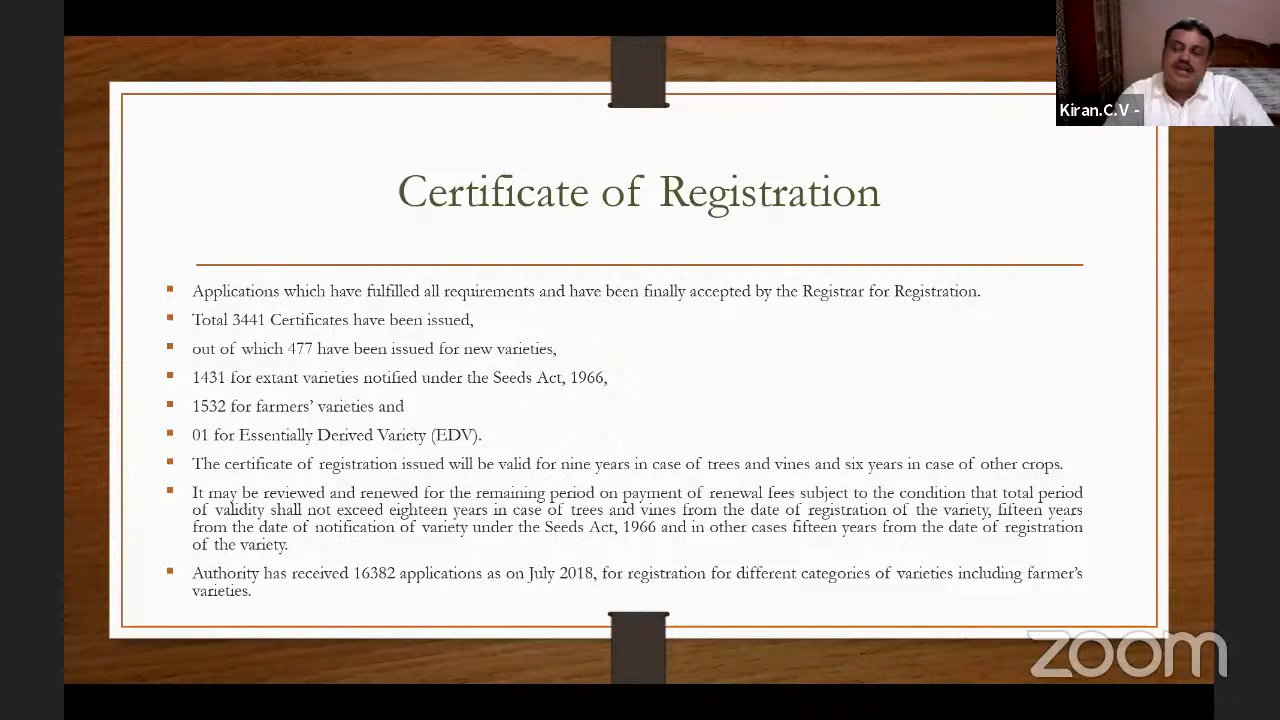 Kiran.C.V -
Certificate of Registration
Applications which have fulfilled all requirements and have been finally accepted by the Registrar for Registration.
Total 3441 Certificates have been issued,
out of which 477 have been issued for new varieties,
1431 for extant varieties notified under the Seeds Act, 1966,
1532 for farmers' varieties and
01 for Essentially Derived Variety (EDV).
The certificate of registration issued will be valid for nine years in case of trees and vines and six years in case of other crops.
It may be reviewed and renewed for the remaining period on payment of renewal fees subject to the condition that total period
of validity shall not exceed eighteen years in case of trees and vines from the date of registration of the variety, fifteen years
from the date of notification of variety under the Seeds Act, 1966 and in other cases fifteen years from the date of registration
of the variety.
Authority has received 16382 applications as on July 2018, for registration for different categories of varieties including farmer's
varieties.
zoom